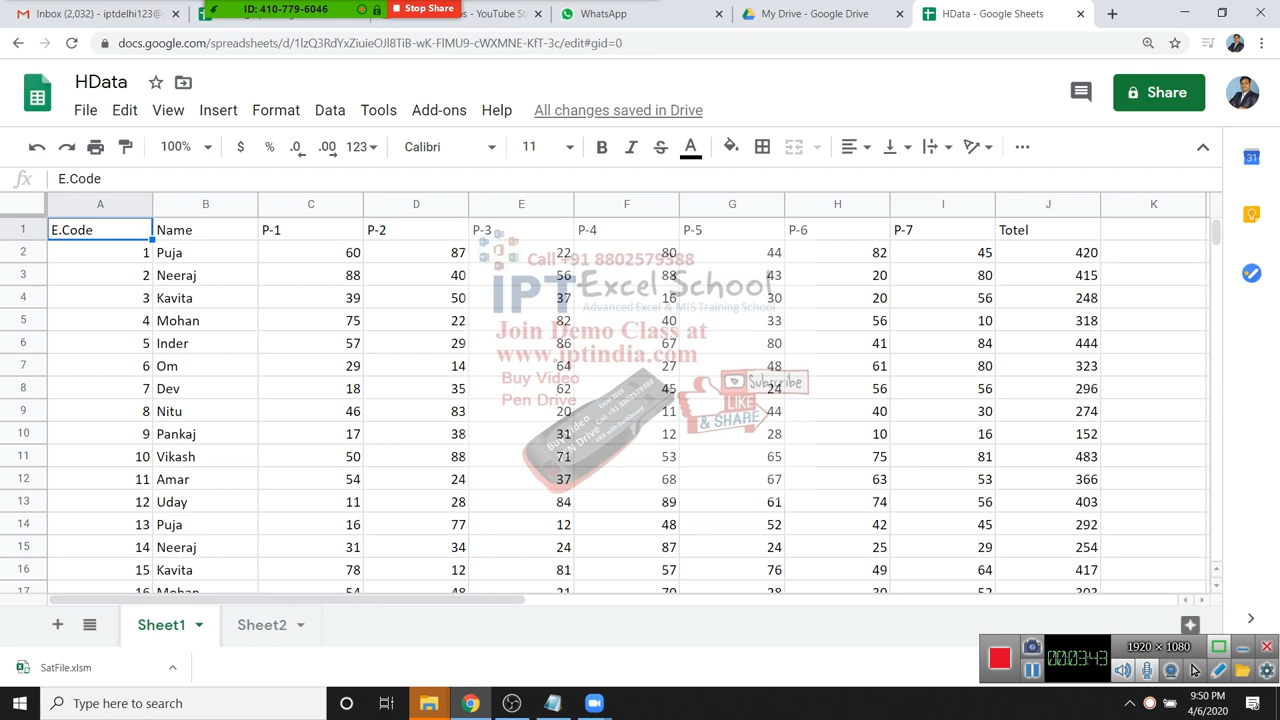 Inbox (2,032) - iptdelhi123@
ID: 410-779-6046
Stop Share
s - YouTube S
WhatsApp
My Drive - Google Drive
HData - Google Sheets
docs.google.com/spreadsheets/d/1lzQ3RdYxZiuieOJl8TiB-wK-FlMU9-cWXMNE-KfT-3c/edit#gid=0
HData
Share
File Edit View Insert Format Data Tools Add-ons Help All changes saved in Drive
100% $ % .0 .00 123 Calibri 11 B I S A
fx E.Code
A B C D E F G H I J K
1 E.Code Name P-1 P-2 P-3 P-4 P-5 P-6 P-7 Totel
2 1 Puja 60 87 22 80 44 82 45 420
3 2 Neeraj 88 40 56 88 43 20 80 415
4 3 Kavita 39 50 37 16 30 20 56 248
5 4 Mohan 75 22 82 40 33 56 10 318
6 5 Inder 57 29 86 67 80 41 84 444
7 6 Om 29 14 64 27 48 61 80 323
8 7 Dev 18 35 62 45 24 56 56 296
9 8 Nitu 46 83 20 11 44 40 30 274
10 9 Pankaj 17 38 31 12 28 10 16 152
11 10 Vikash 50 88 71 53 65 75 81 483
12 11 Amar 54 24 37 68 67 63 53 366
13 12 Uday 11 28 84 89 61 74 56 403
14 13 Puja 16 77 12 48 52 42 45 292
15 14 Neeraj 31 34 24 87 24 25 29 254
16 15 Kavita 78 12 81 57 76 49 64 417
17 16 Mohan 54 48 21 70 28 30 52 303
Call +91 8802579388
IPT Excel School
Advanced Excel & MIS Training School
Join Demo Class at
www.iptindia.com
Buy Video
Pen Drive
Subscribe
LIKE
& SHARE
Sheet1
Sheet2
SatFile.xlsm
1920 × 1080
00:03:43
Type here to search
9:50 PM
4/6/2020
31